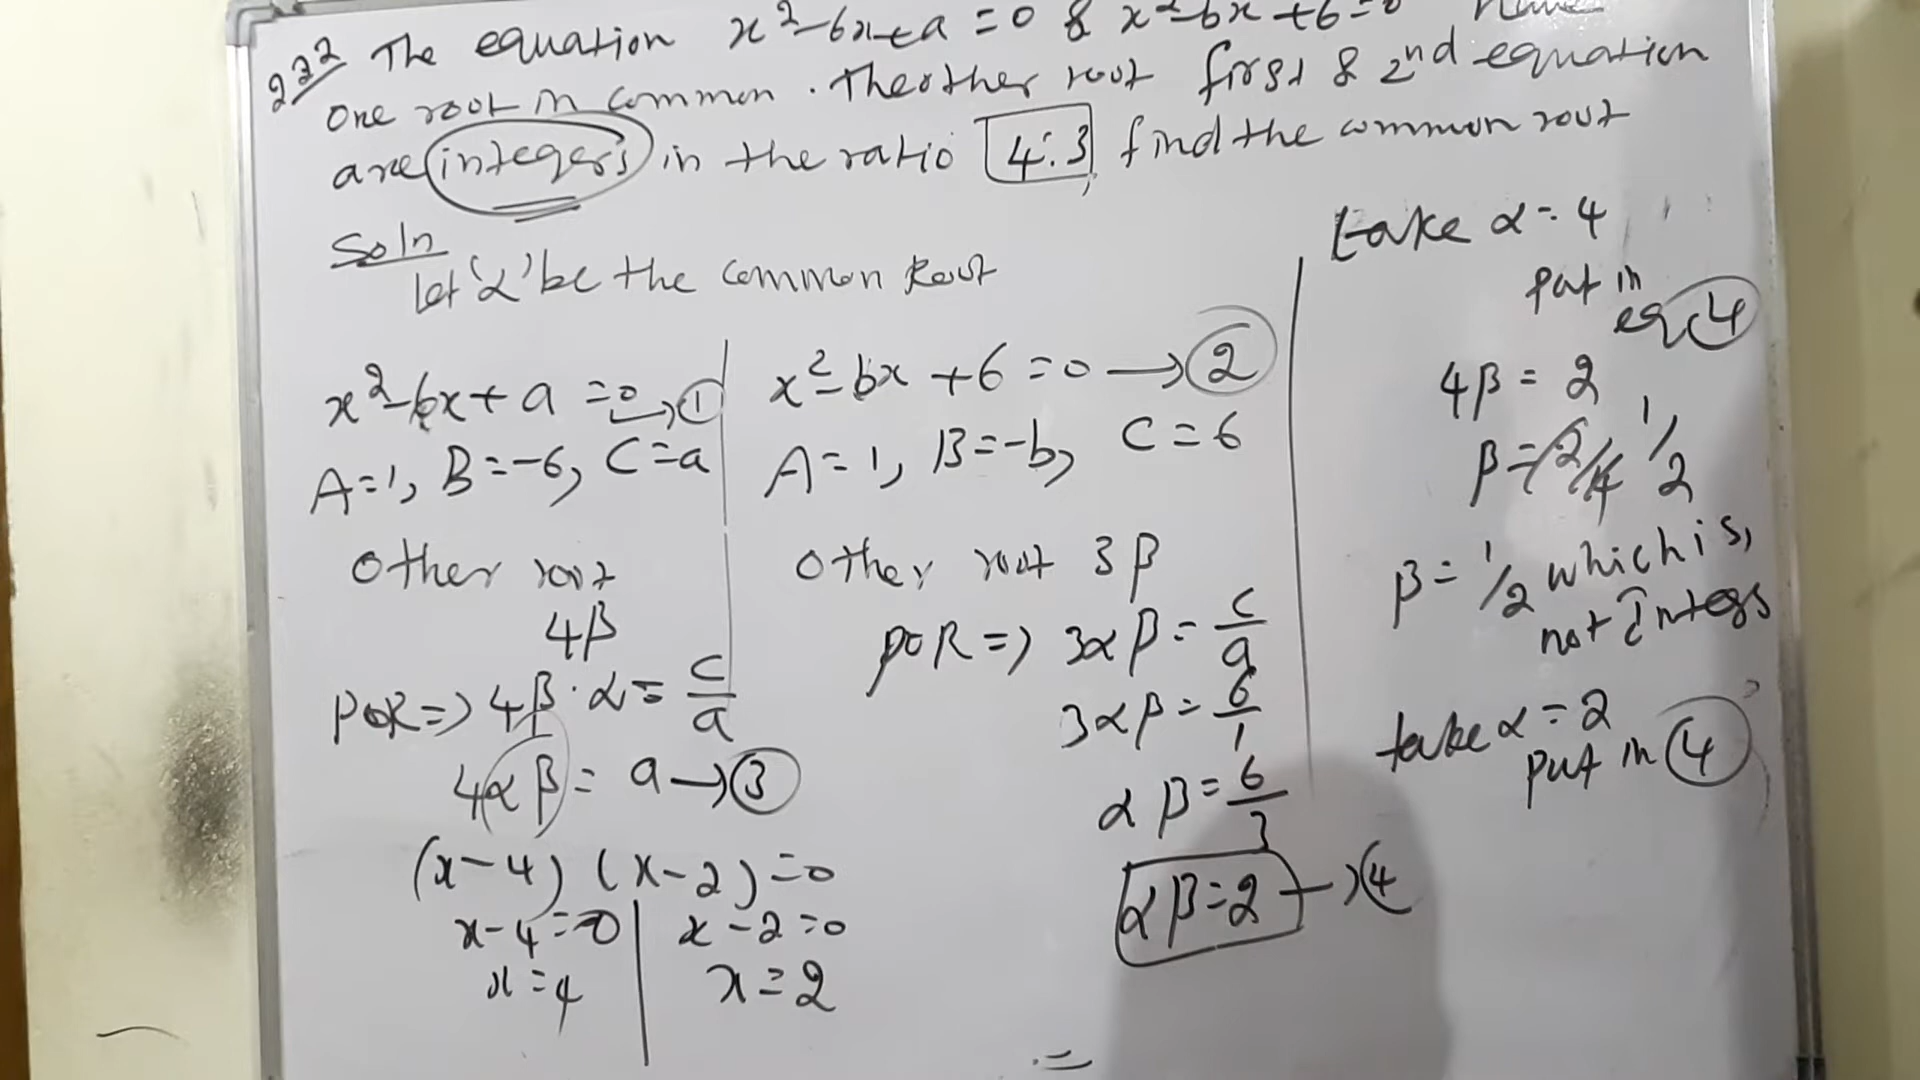 222 The equation x²-6x+a = 0 & x²-bx+6=0 have
One root in common. The other root first & 2nd equation
are integers in the ratio 4:3, find the common root
Soln
let 'α' be the common Root
x²-6x+a = 0 → ①
A=1, B=-6, C=a
Other root
4β
POR => 4β·α = c/a
4αβ = a → ③
(x-4) (x-2) = 0
x-4=0
x=4
x-2=0
x=2
x²-bx+6=0 → ②
A=1, B=-b, C=6
Other root 3β
POR => 3αβ = c/a
3αβ = 6/1
αβ = 6/3
αβ=2 → ④
take α=4
put in
eq ④
4β = 2
β = 2/4 1/2
β = 1/2 which is,
not Integs
take α=2
put in ④
=